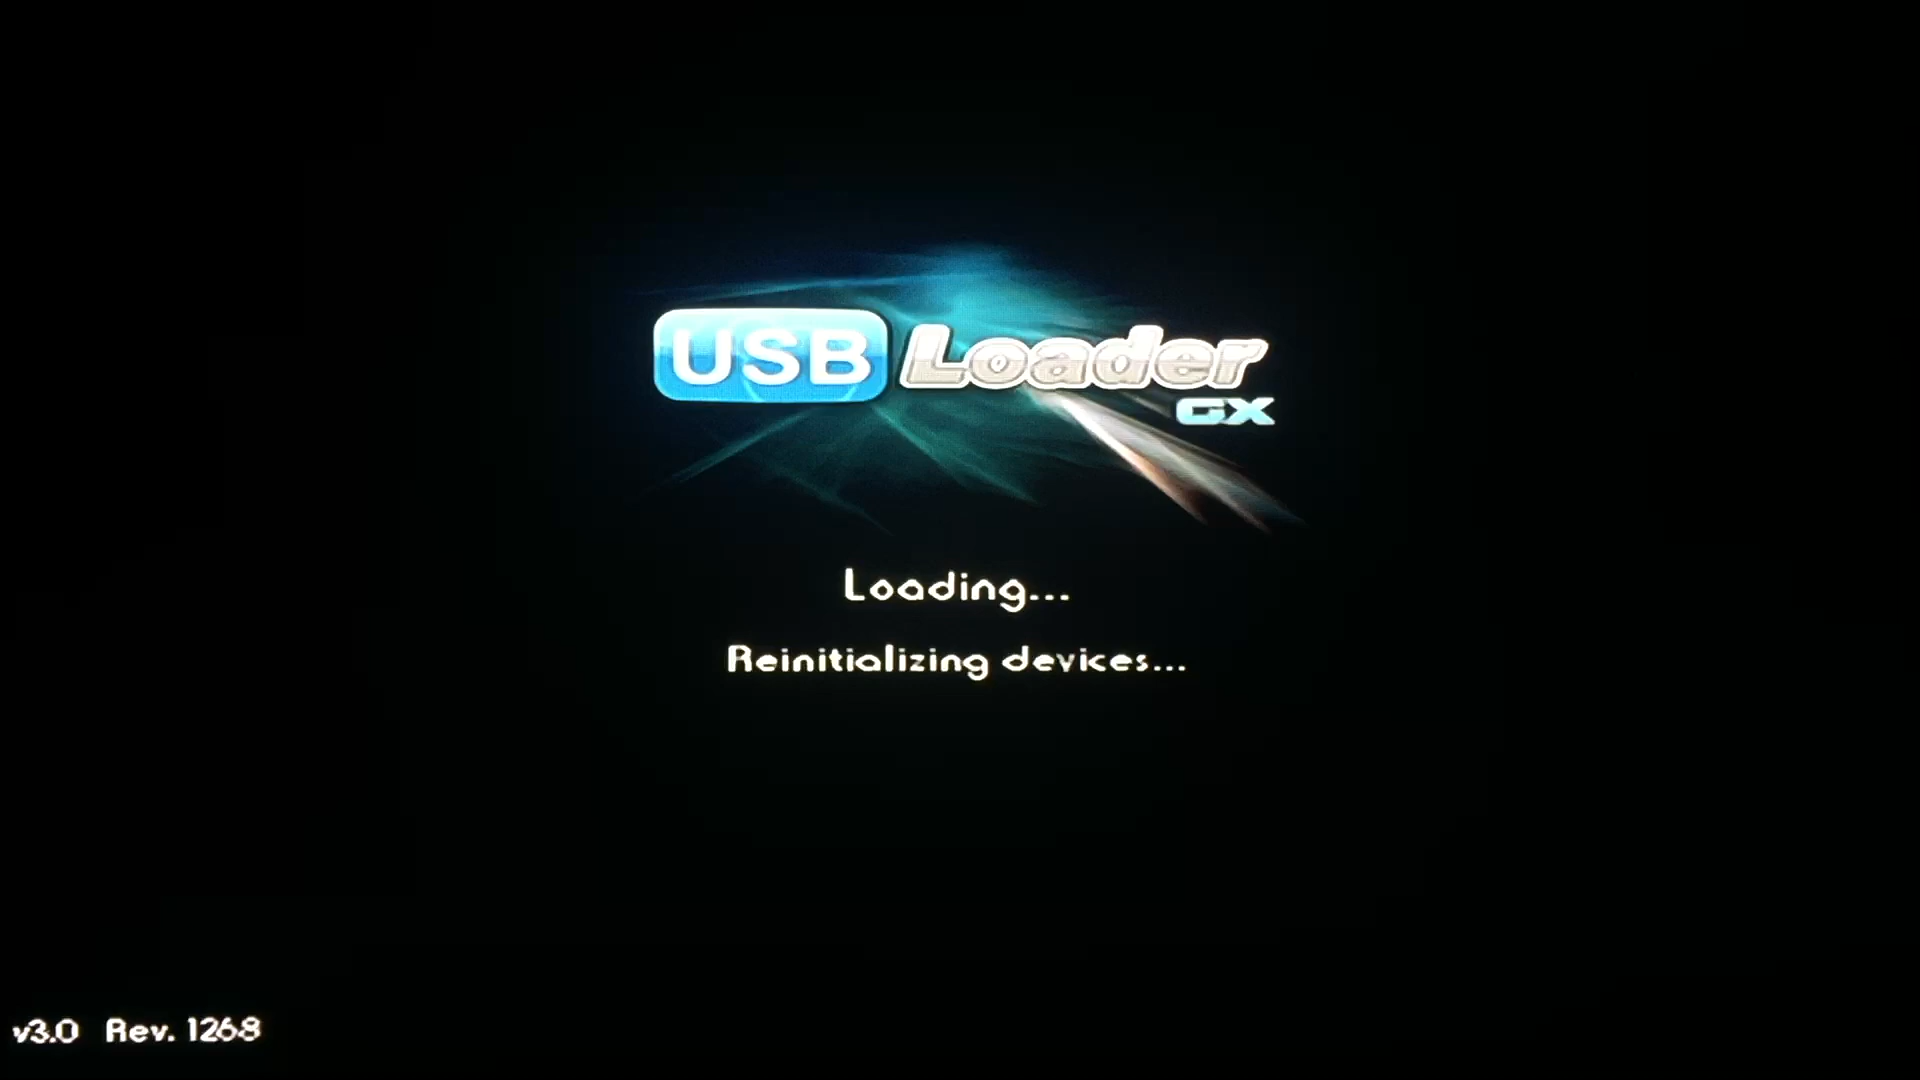 USB Loader
GX
Loading...
Reinitializing devices...
v3.0 Rev. 1268